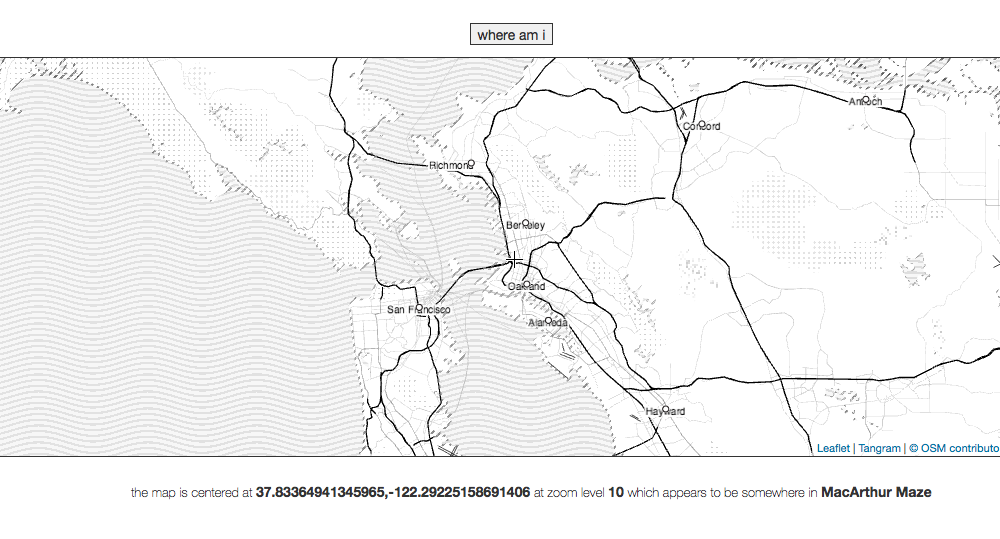 where am i
Antioch
Concord
Richmond
Berkeley
Oakland
San Francisco
Alameda
Hayward
Leaflet | Tangram | © OSM contributo
the map is centered at 37.83364941345965,-122.29225158691406 at zoom level 10 which appears to be somewhere in MacArthur Maze